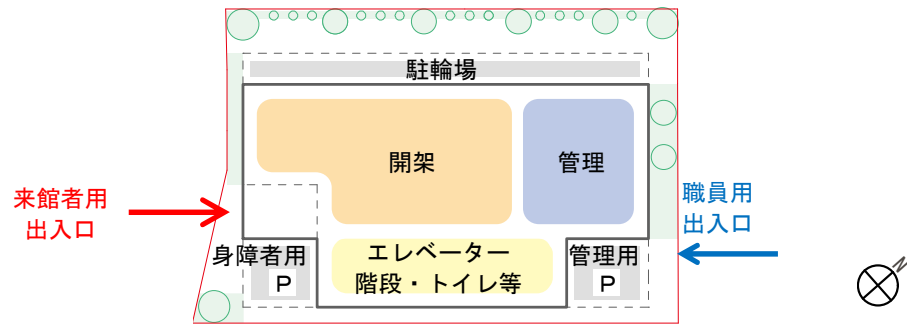 駐輪場
開架
管理
来館者用
出入口
職員用
出入口
身障者用
P
エレベーター
階段・トイレ等
管理用
P
N